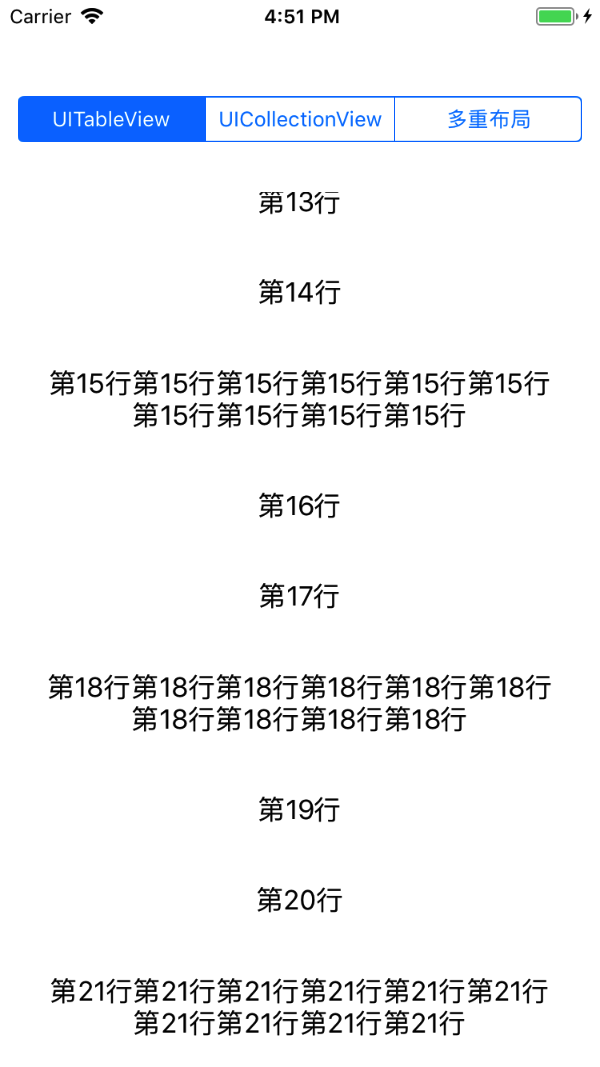 Carrier
4:51 PM
UITableView
UICollectionView
多重布局
第13行
第14行
第15行第15行第15行第15行第15行第15行
第15行第15行第15行第15行
第16行
第17行
第18行第18行第18行第18行第18行第18行
第18行第18行第18行第18行
第19行
第20行
第21行第21行第21行第21行第21行第21行
第21行第21行第21行第21行